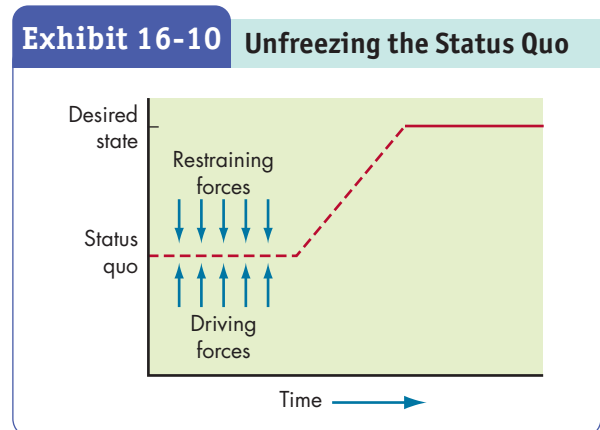 Exhibit 16-10 Unfreezing the Status Quo
Desired
state
Restraining
forces
Status
quo
Driving
forces
Time